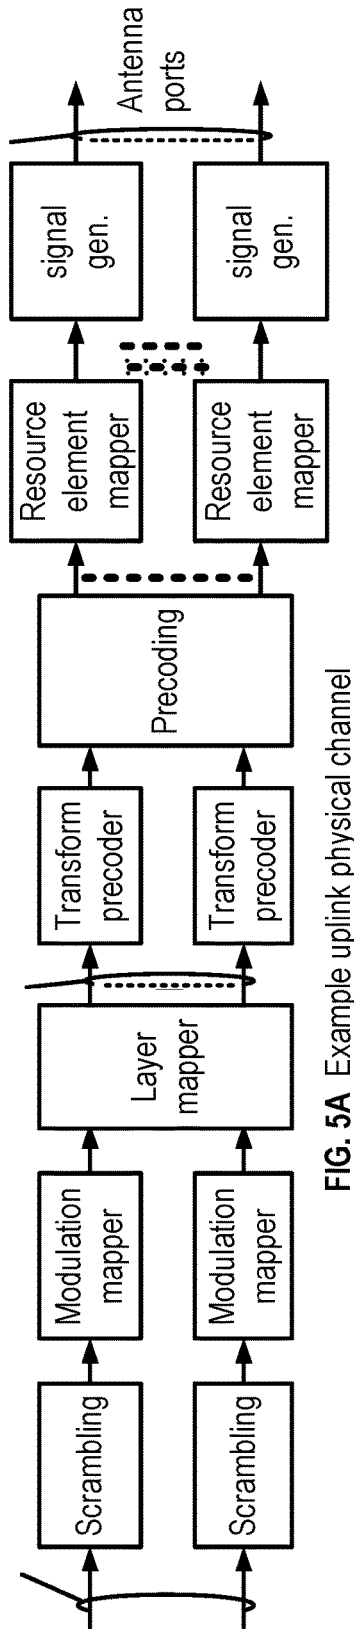 Scrambling
Scrambling
Modulation
mapper
Modulation
mapper
Layer
mapper
Transform
precoder
Transform
precoder
Precoding
Resource
element
mapper
Resource
element
mapper
signal
gen.
signal
gen.
Antenna
ports
FIG. 5A Example uplink physical channel